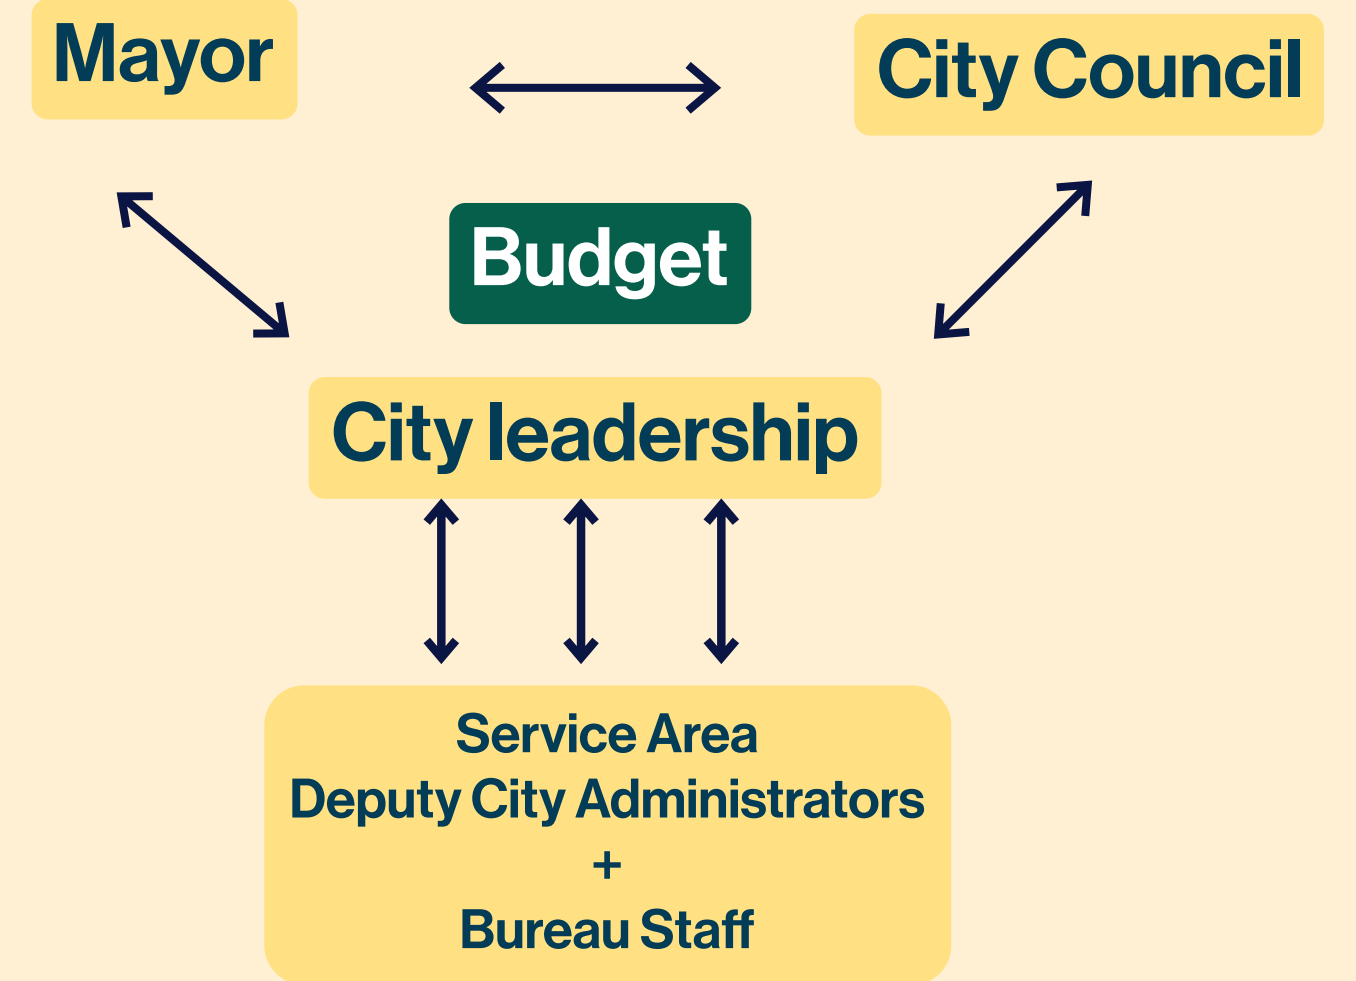 Mayor
City Council
Budget
City leadership
Service Area
Deputy City Administrators
+
Bureau Staff